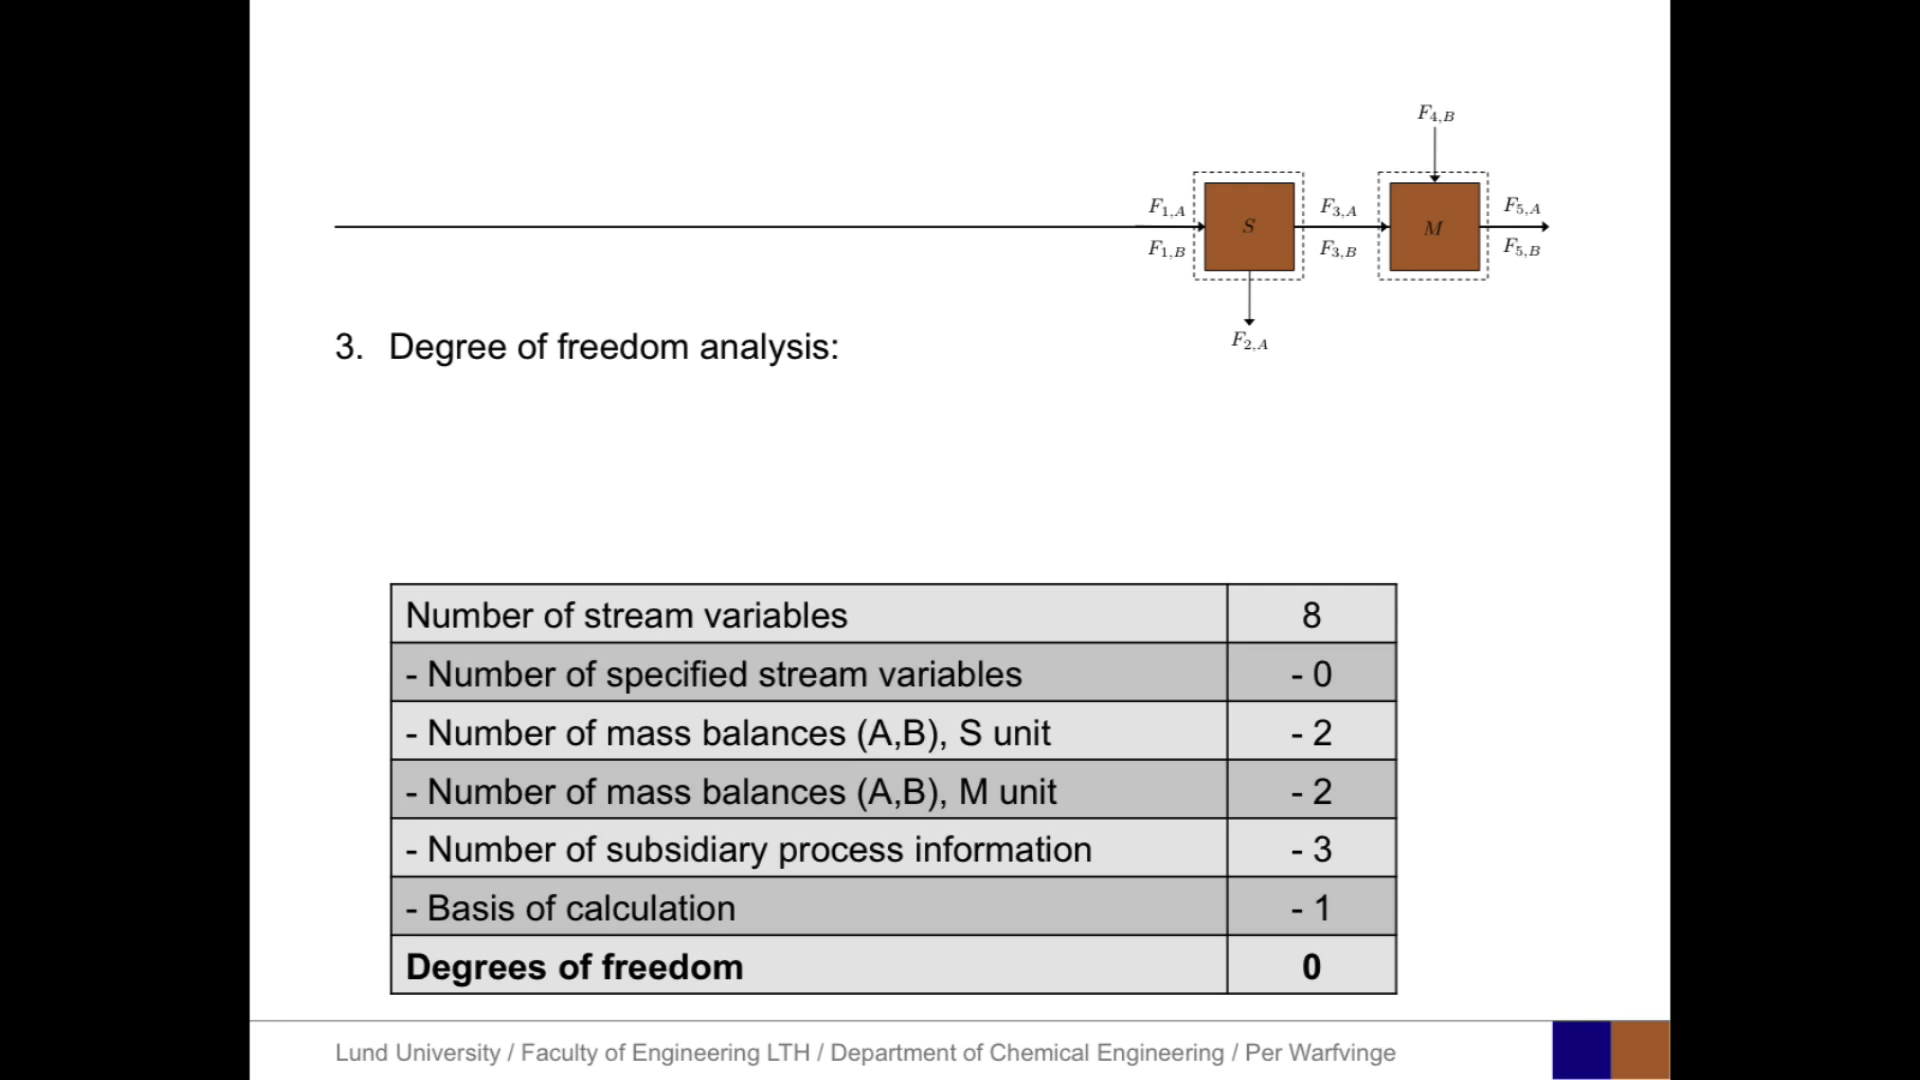 F4,B
F1,A
F3,A
F5,A
S
M
F1,B
F3,B
F5,B
F2,A
3. Degree of freedom analysis:
Number of stream variables 8
- Number of specified stream variables - 0
- Number of mass balances (A,B), S unit - 2
- Number of mass balances (A,B), M unit - 2
- Number of subsidiary process information - 3
- Basis of calculation - 1
Degrees of freedom 0
Lund University / Faculty of Engineering LTH / Department of Chemical Engineering / Per Warfvinge